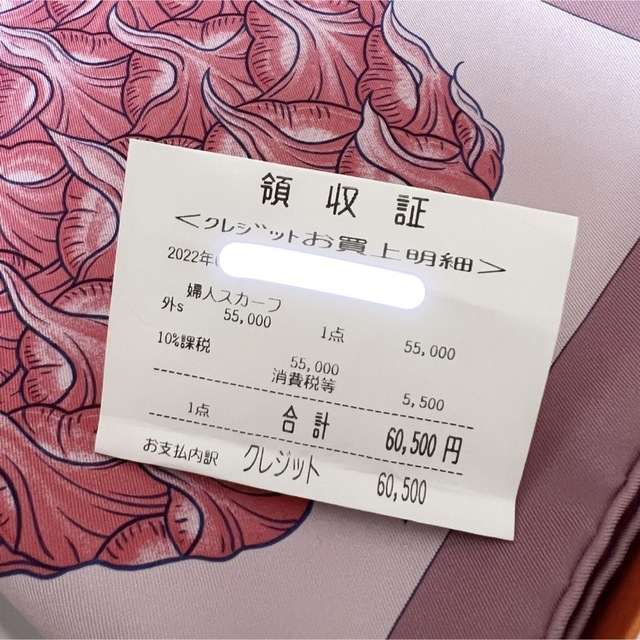 領収証
＜クレジットお買上明細＞
2022年
婦人スカーフ
外s 55,000 1点 55,000
10%課税 55,000
消費税等 5,500
1点 合計 60,500円
お支払内訳 クレジット 60,500